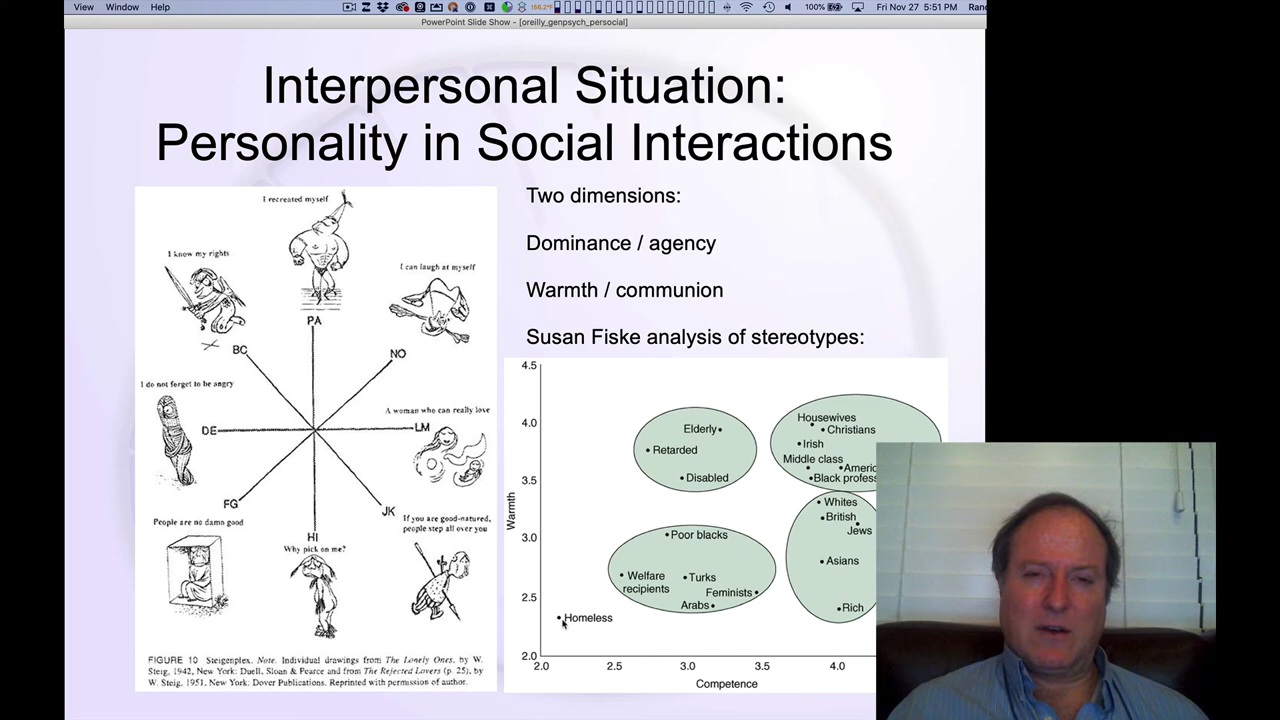 View Window Help
156.2°F
100%
Fri Nov 27 5:51 PM
PowerPoint Slide Show - [oreilly_genpsych_persocial]
Interpersonal Situation:
Personality in Social Interactions
I recreated myself
I know my rights
I can laugh at myself
PA
BC
NO
I do not forget to be angry
A woman who can really love
DE
LM
FG
JK
People are no damn good
HI
If you are good-natured,
people step all over you
Why pick on me?
FIGURE 10 Steigenplex. Note. Individual drawings from The Lonely Ones, by W.
Steig, 1942, New York: Duell, Sloan & Pearce and from The Rejected Lovers (p. 25), by
W. Steig, 1951, New York: Dover Publications. Reprinted with permission of author.
Two dimensions:
Dominance / agency
Warmth / communion
Susan Fiske analysis of stereotypes:
4.5
4.0
3.5
3.0
2.5
2.0
Warmth
Elderly
Retarded
Disabled
Housewives
Christians
Irish
Middle class
Americ
Black profess
Whites
British
Jews
Asians
Rich
Poor blacks
Welfare
recipients
Turks
Feminists
Arabs
Homeless
2.0 2.5 3.0 3.5 4.0
Competence